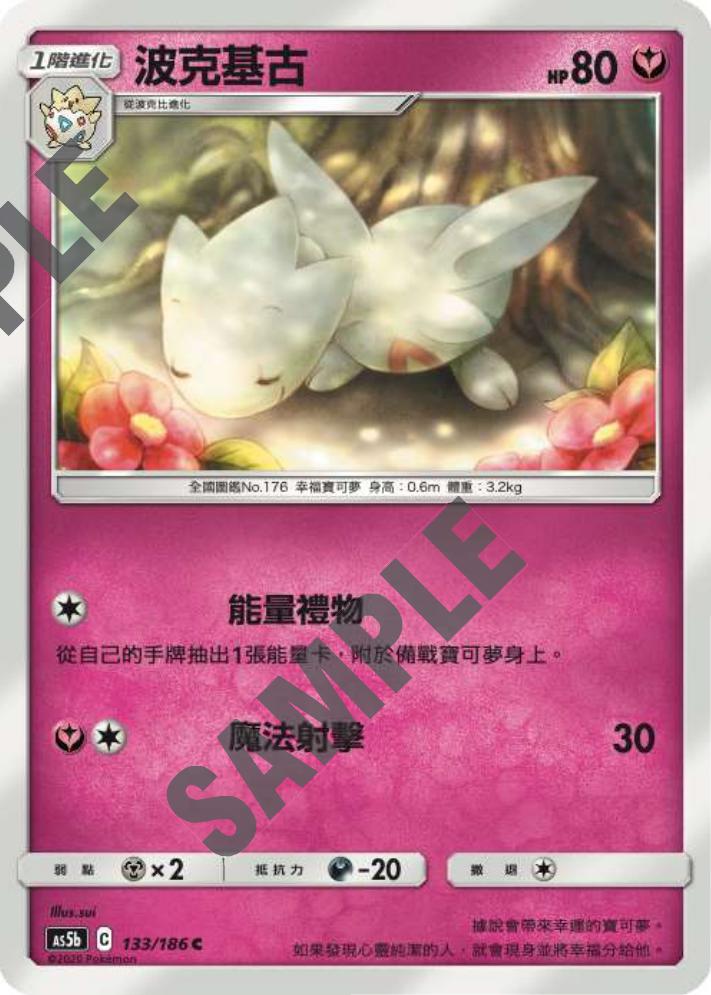 1階進化
波克基古
HP 80
從波克比進化
全國圖鑑No.176 幸福寶可夢 身高：0.6m 體重：3.2kg
能量禮物
從自己的手牌抽出1張能量卡，附於備戰寶可夢身上。
魔法射擊 30
弱點 ×2 抵抗力 -20 撤退
Illus.sui
據說會帶來幸運的寶可夢。
如果發現心靈純潔的人，就會現身並將幸福分給他。
AS5b C 133/186 C
©2020 Pokémon
SAMPLE
PLE